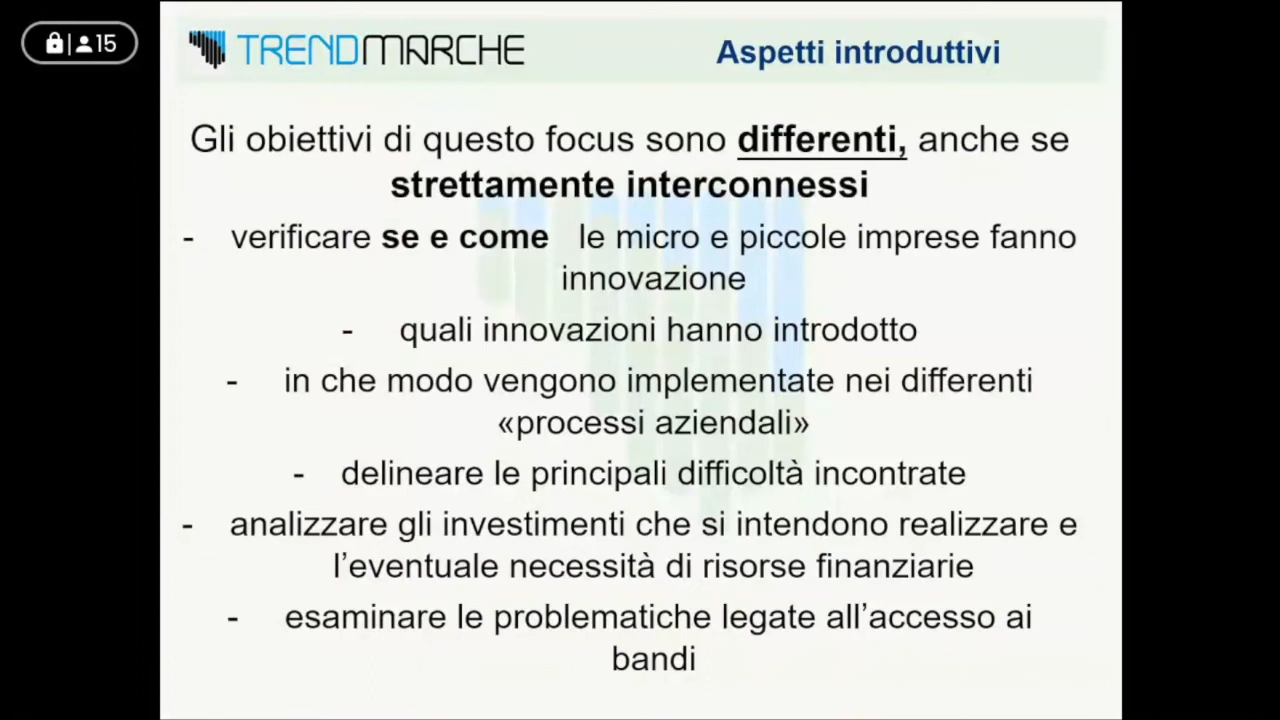 15
TRENDMARCHE
Aspetti introduttivi
Gli obiettivi di questo focus sono differenti, anche se
strettamente interconnessi
- verificare se e come le micro e piccole imprese fanno
innovazione
- quali innovazioni hanno introdotto
- in che modo vengono implementate nei differenti
«processi aziendali»
- delineare le principali difficoltà incontrate
- analizzare gli investimenti che si intendono realizzare e
l’eventuale necessità di risorse finanziarie
- esaminare le problematiche legate all’accesso ai
bandi